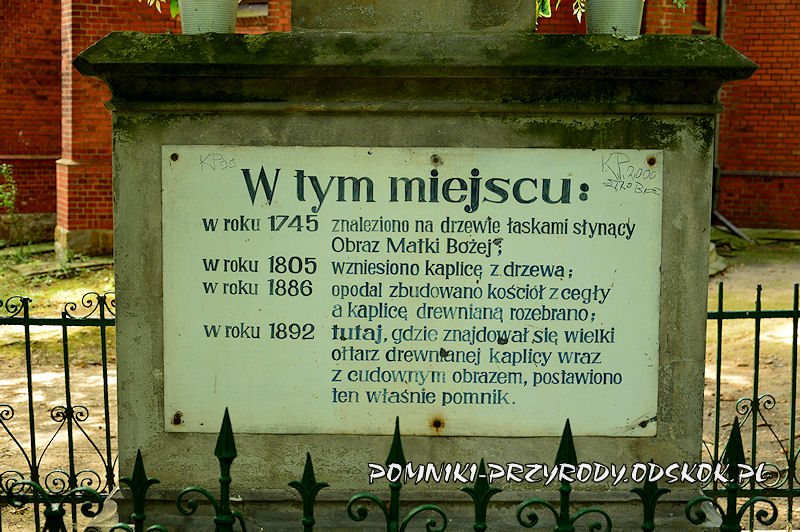 W tym miejscu:
w roku 1745 znaleziono na drzewie łaskami słynący
Obraz Matki Bożej;
w roku 1805 wzniesiono kaplicę z drzewa;
w roku 1886 opodal zbudowano kościół z cegły
a kaplicę drewnianą rozebrano;
w roku 1892 tutaj, gdzie znajdował się wielki
ołtarz drewnianej kaplicy wraz
z cudownym obrazem, postawiono
ten właśnie pomnik.
POMNIKI-PRZYRODY.ODSKOK.PL